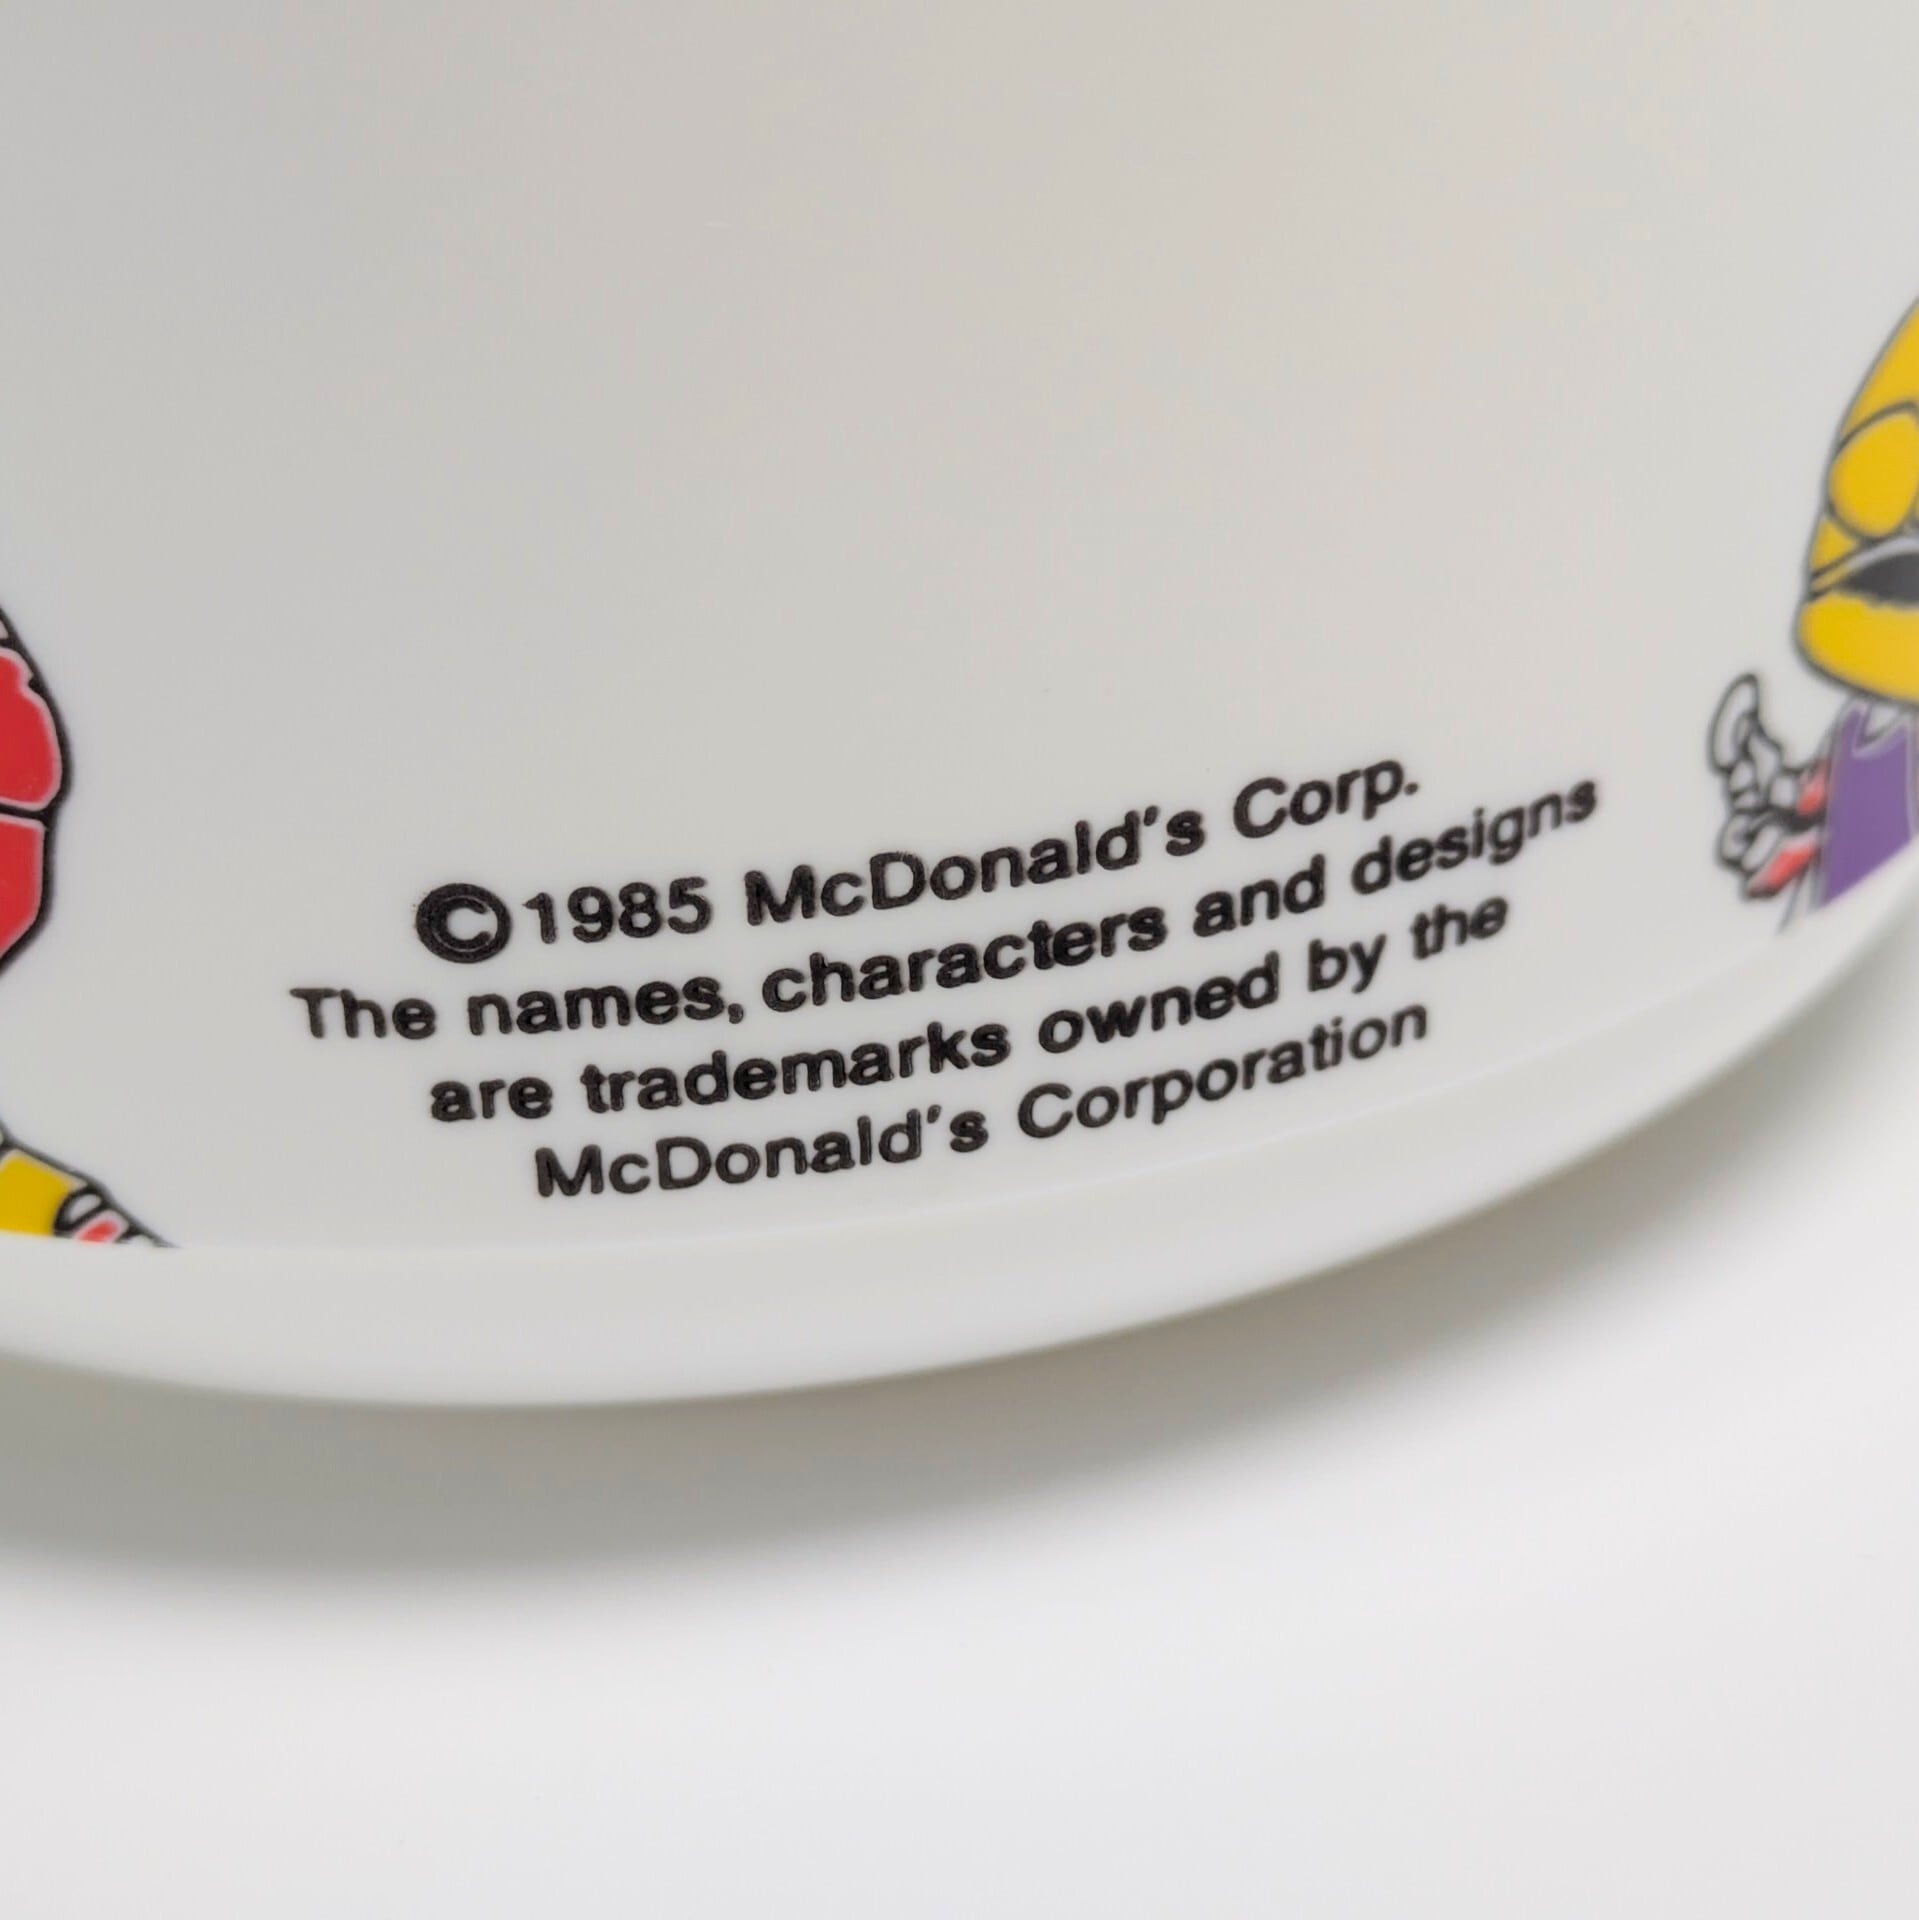 ©1985 McDonald's Corp.
The names, characters and designs
are trademarks owned by the
McDonald's Corporation